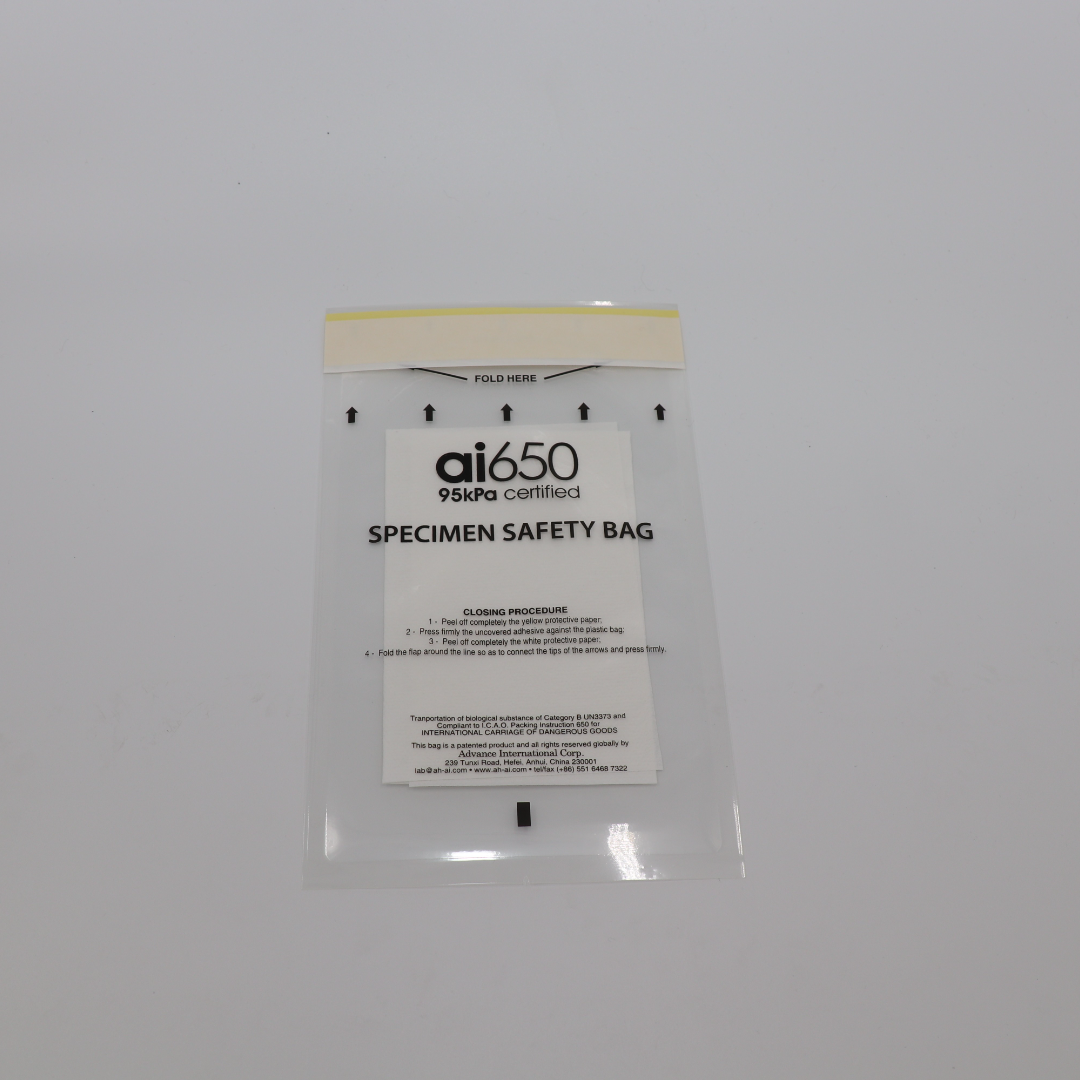 FOLD HERE
ai650
95kPa certified
SPECIMEN SAFETY BAG
CLOSING PROCEDURE
1 - Peel off completely the yellow protective paper;
2 - Press firmly the uncovered adhesive against the plastic bag;
3 - Peel off completely the white protective paper;
4 - Fold the flap around the line so as to connect the tips of the arrows and press firmly.
Tranportation of biological substance of Category B UN3373 and
Compliant to I.C.A.O. Packing Instruction 650 for
INTERNATIONAL CARRIAGE OF DANGEROUS GOODS
This bag is a patented product and all rights reserved globally by
Advance International Corp.
239 Tunxi Road, Hefei, Anhui, China 230001
lab@ah-ai.com • www.ah-ai.com • tel/fax (+86) 551 6468 7322